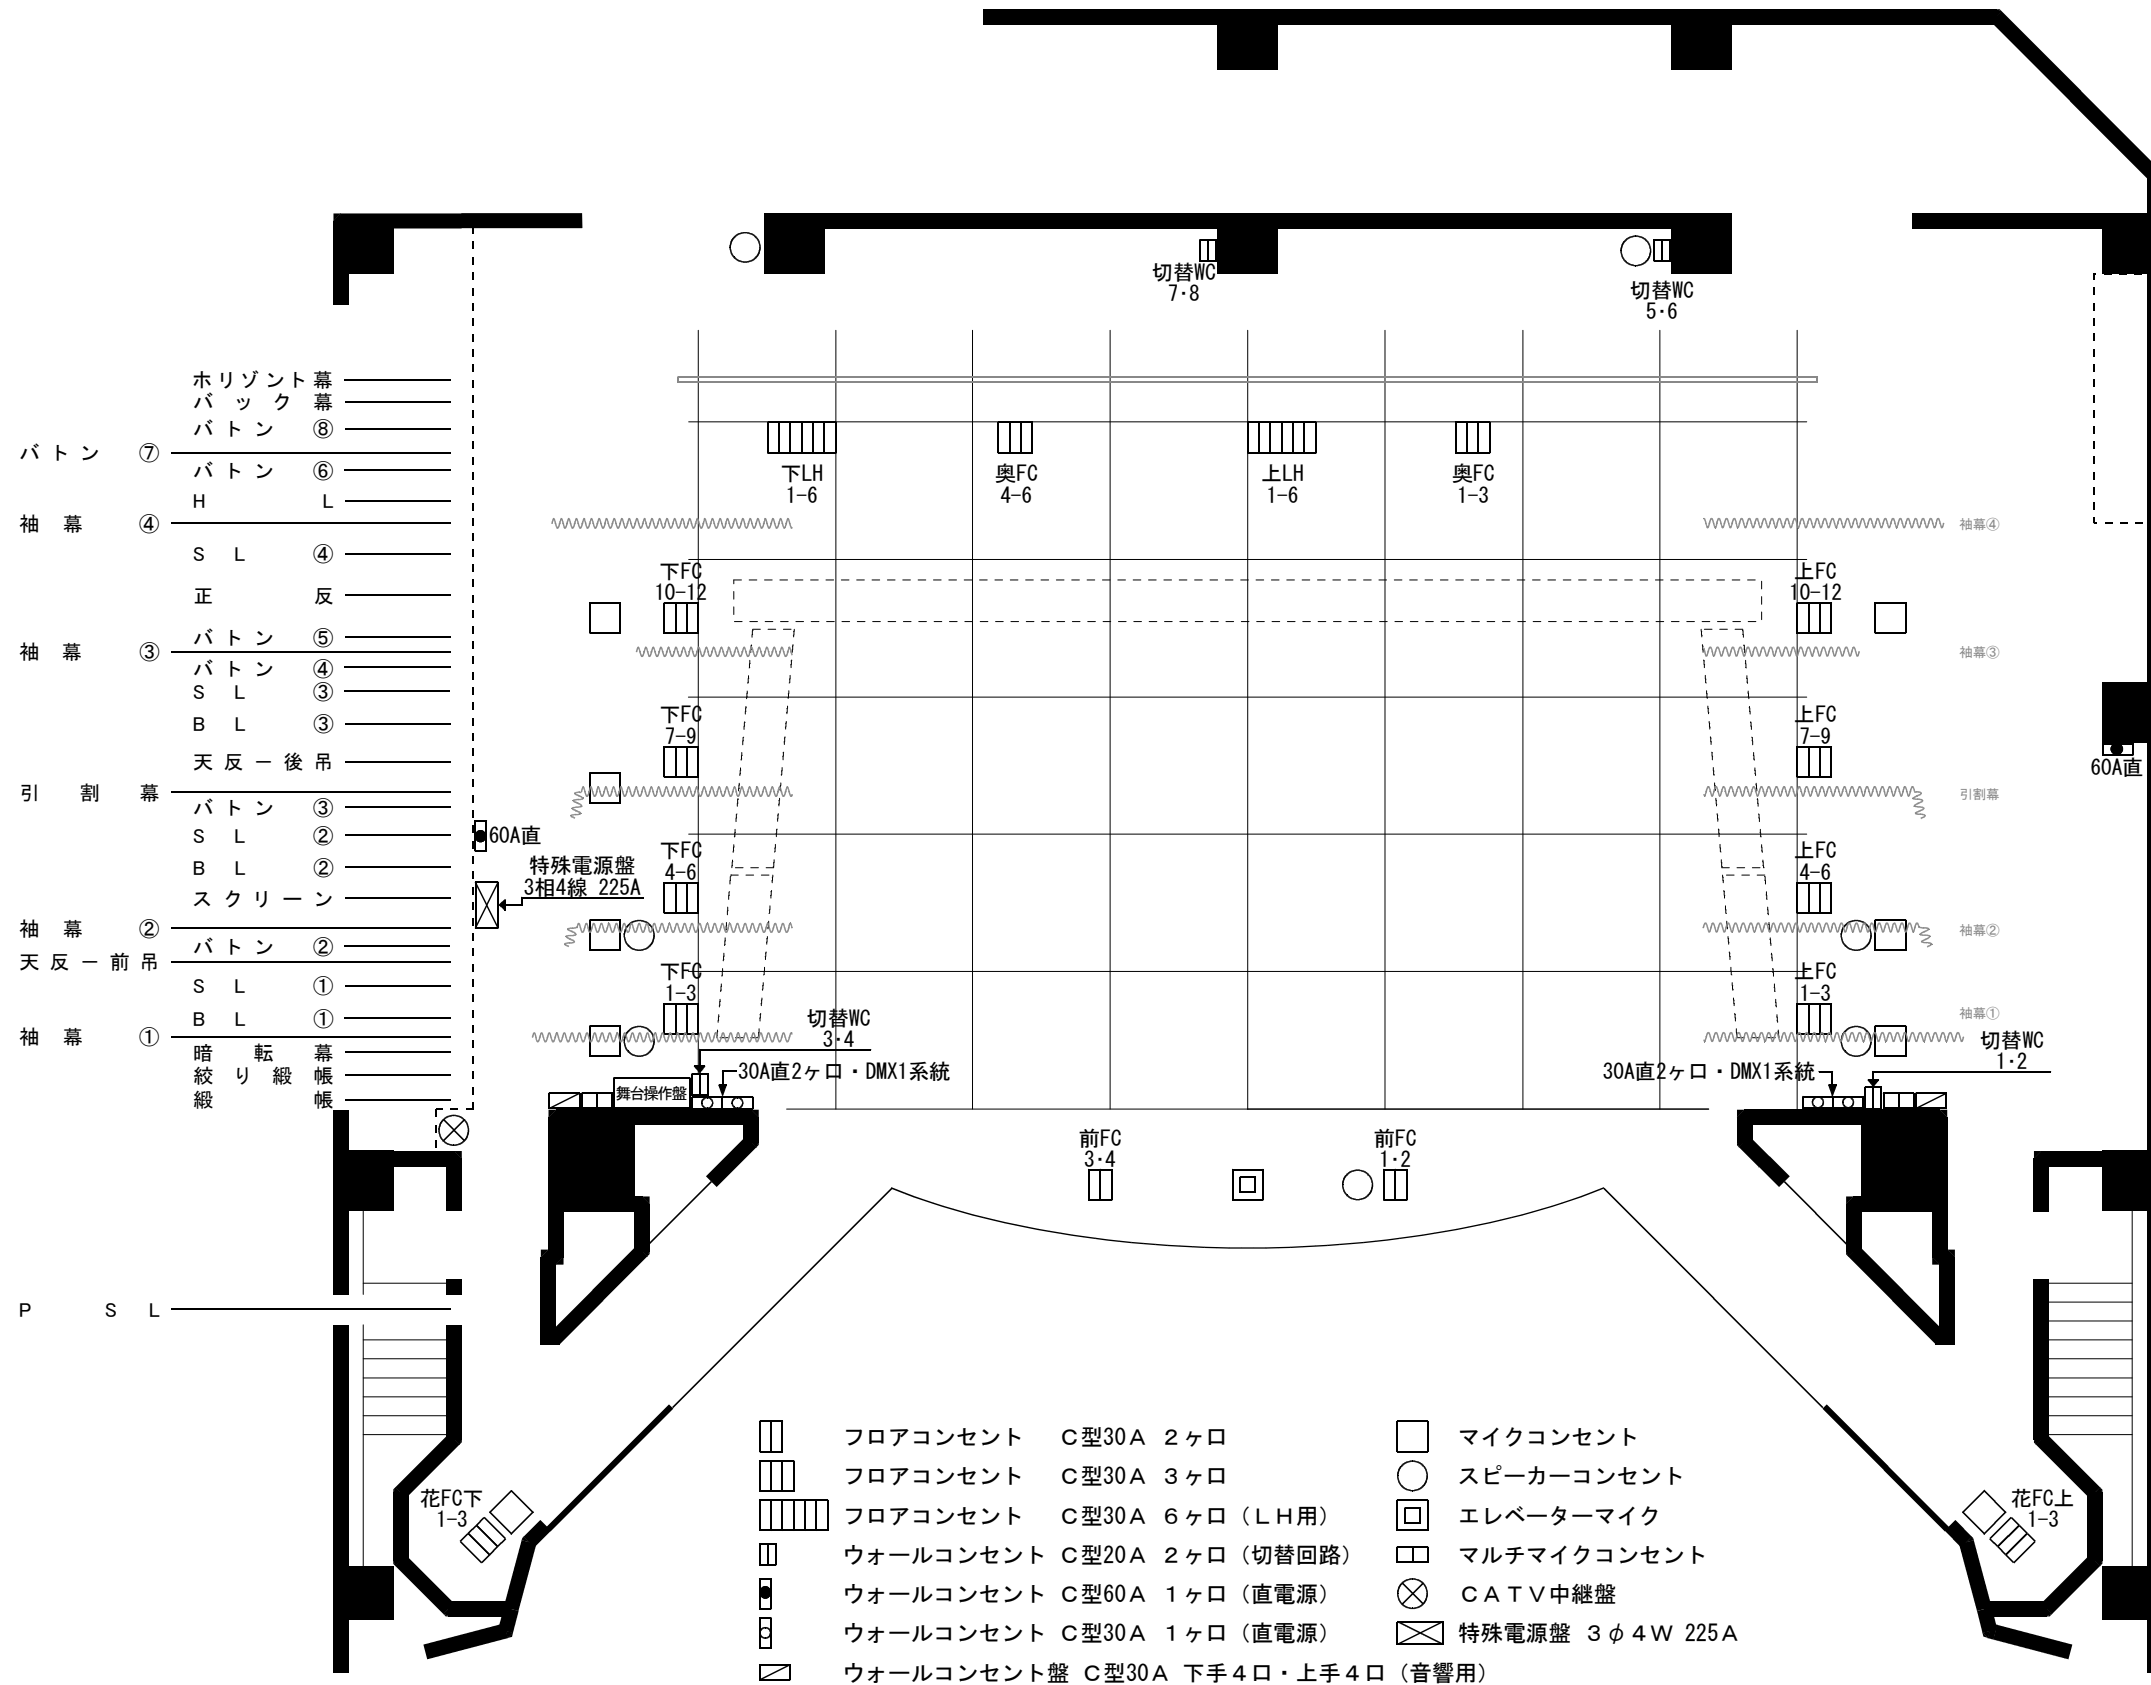 切替WC
7･8
切替WC
5･6
ホリゾント幕
バック幕
バトン ⑧
バトン ⑦
バトン ⑥
H L
袖幕 ④
SL ④
正反
バトン ⑤
袖幕 ③
バトン ④
SL ③
BL ③
天反－後吊
引割幕
バトン ③
SL ②
BL ②
スクリーン
袖幕 ②
バトン ②
天反－前吊
SL ①
BL ①
袖幕 ①
暗転幕
絞り緞帳
緞帳
P S L
下LH
1-6
奥FC
4-6
上LH
1-6
奥FC
1-3
袖幕④
下FC
10-12
上FC
10-12
袖幕③
下FC
7-9
上FC
7-9
60A直
引割幕
60A直
特殊電源盤
3相4線 225A
下FC
4-6
上FC
4-6
袖幕②
下FC
1-3
上FC
1-3
袖幕①
切替WC
3･4
切替WC
1･2
30A直2ヶ口・DMX1系統
30A直2ヶ口・DMX1系統
舞台操作盤
前FC
3･4
前FC
1･2
花FC下
1-3
花FC上
1-3
フロアコンセント C型30A 2ヶ口
フロアコンセント C型30A 3ヶ口
フロアコンセント C型30A 6ヶ口（LH用）
ウォールコンセント C型20A 2ヶ口（切替回路）
ウォールコンセント C型60A 1ヶ口（直電源）
ウォールコンセント C型30A 1ヶ口（直電源）
ウォールコンセント盤 C型30A 下手4口・上手4口（音響用）
マイクコンセント
スピーカーコンセント
エレベーターマイク
マルチマイクコンセント
CATV中継盤
特殊電源盤 3φ4W 225A